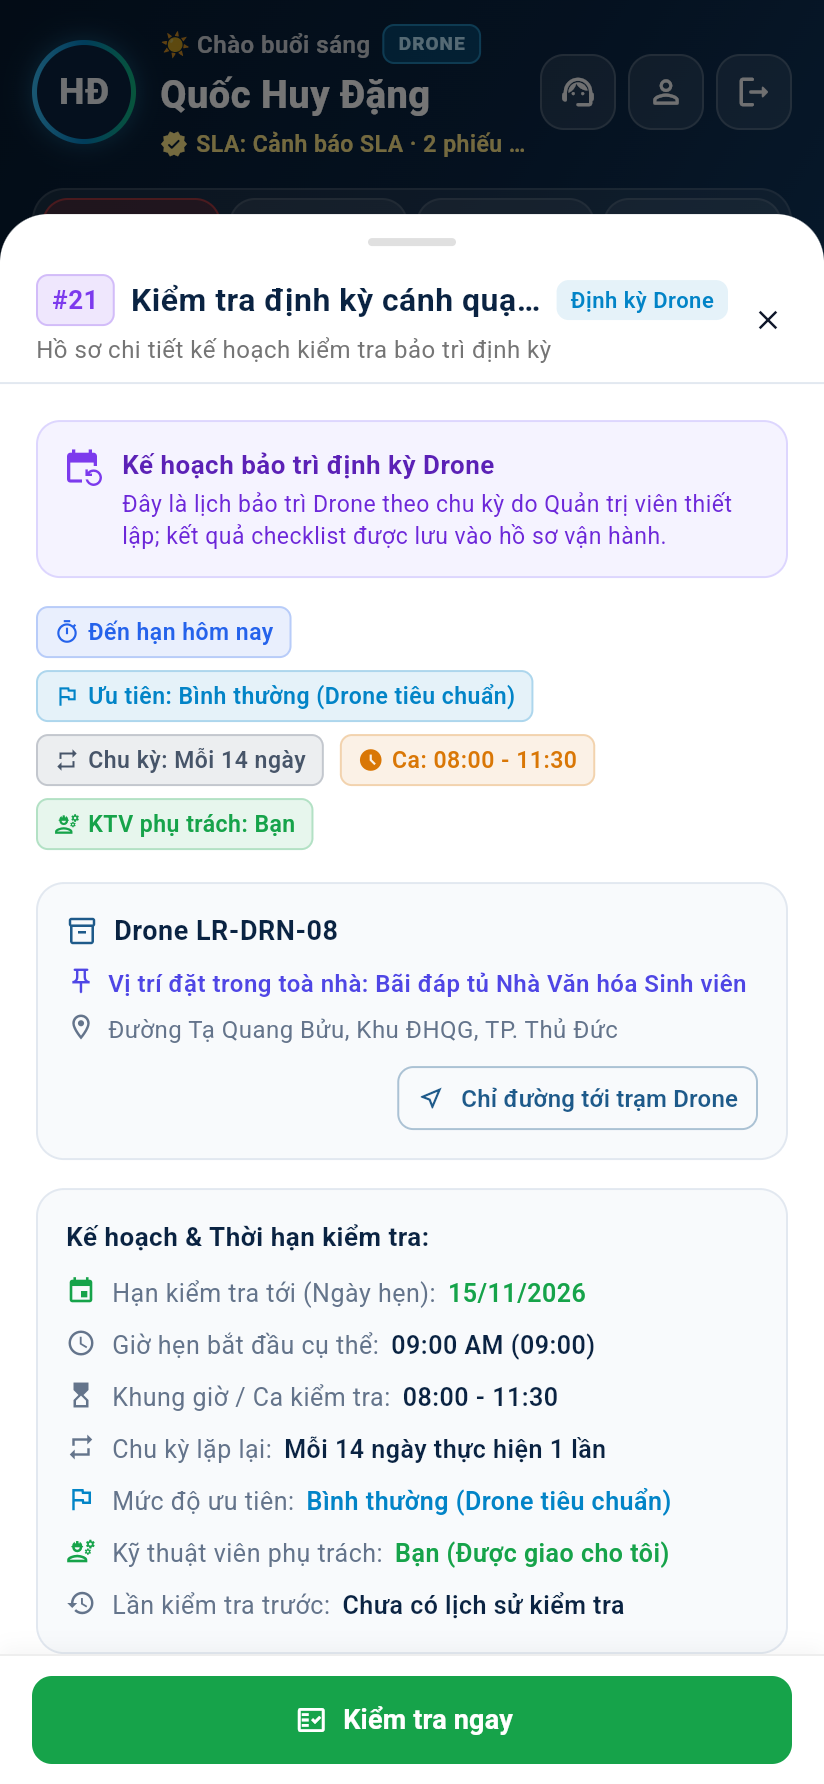 HĐ
Chào buổi sáng
DRONE
Quốc Huy Đặng
SLA: Cảnh báo SLA · 2 phiếu ...
#21
Kiểm tra định kỳ cánh quạ...
Định kỳ Drone
Hồ sơ chi tiết kế hoạch kiểm tra bảo trì định kỳ
Kế hoạch bảo trì định kỳ Drone
Đây là lịch bảo trì Drone theo chu kỳ do Quản trị viên thiết
lập; kết quả checklist được lưu vào hồ sơ vận hành.
Đến hạn hôm nay
Ưu tiên: Bình thường (Drone tiêu chuẩn)
Chu kỳ: Mỗi 14 ngày
Ca: 08:00 - 11:30
KTV phụ trách: Bạn
Drone LR-DRN-08
Vị trí đặt trong toà nhà: Bãi đáp tủ Nhà Văn hóa Sinh viên
Đường Tạ Quang Bửu, Khu ĐHQG, TP. Thủ Đức
Chỉ đường tới trạm Drone
Kế hoạch & Thời hạn kiểm tra:
Hạn kiểm tra tới (Ngày hẹn): 15/11/2026
Giờ hẹn bắt đầu cụ thể: 09:00 AM (09:00)
Khung giờ / Ca kiểm tra: 08:00 - 11:30
Chu kỳ lặp lại: Mỗi 14 ngày thực hiện 1 lần
Mức độ ưu tiên: Bình thường (Drone tiêu chuẩn)
Kỹ thuật viên phụ trách: Bạn (Được giao cho tôi)
Lần kiểm tra trước: Chưa có lịch sử kiểm tra
Kiểm tra ngay